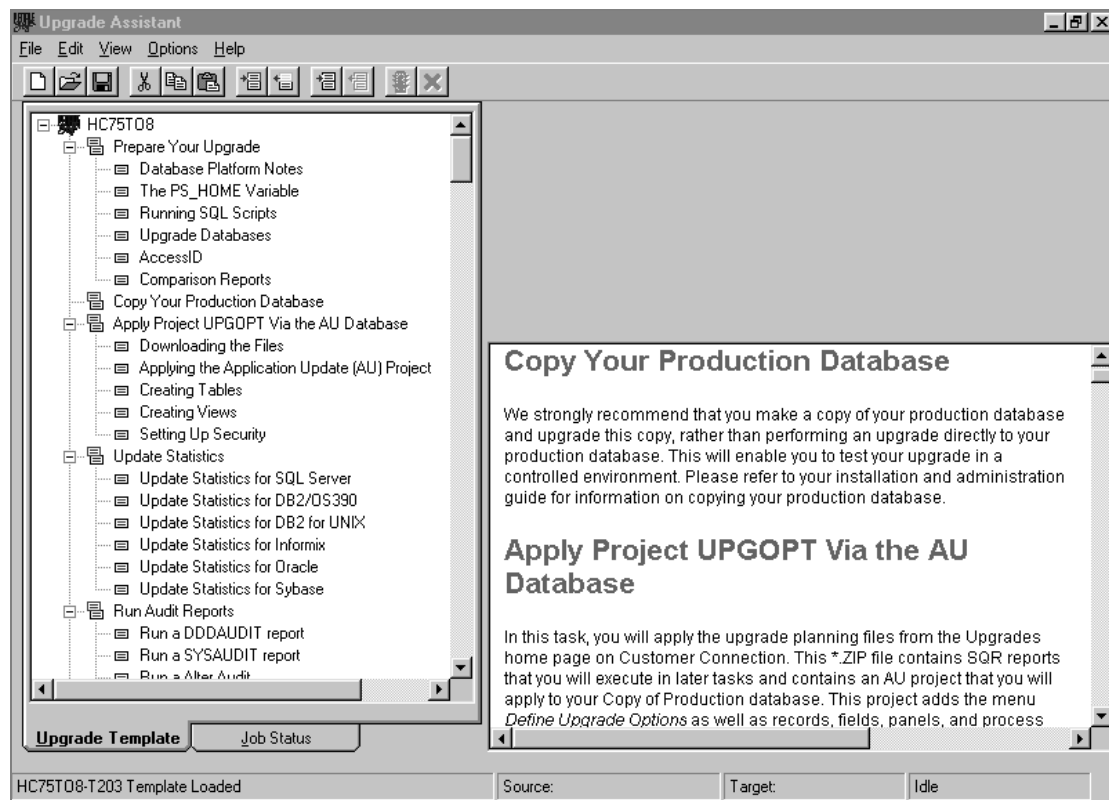 Upgrade Assistant
File Edit View Options Help
HC75TO8
Prepare Your Upgrade
Database Platform Notes
The PS_HOME Variable
Running SQL Scripts
Upgrade Databases
AccessID
Comparison Reports
Copy Your Production Database
Apply Project UPGOPT Via the AU Database
Downloading the Files
Applying the Application Update (AU) Project
Creating Tables
Creating Views
Setting Up Security
Update Statistics
Update Statistics for SQL Server
Update Statistics for DB2/OS390
Update Statistics for DB2 for UNIX
Update Statistics for Informix
Update Statistics for Oracle
Update Statistics for Sybase
Run Audit Reports
Run a DDDAUDIT report
Run a SYSAUDIT report
Run a Alter Audit
Upgrade Template
Job Status
Copy Your Production Database
We strongly recommend that you make a copy of your production database
and upgrade this copy, rather than performing an upgrade directly to your
production database. This will enable you to test your upgrade in a
controlled environment. Please refer to your installation and administration
guide for information on copying your production database.
Apply Project UPGOPT Via the AU
Database
In this task, you will apply the upgrade planning files from the Upgrades
home page on Customer Connection. This *.ZIP file contains SQR reports
that you will execute in later tasks and contains an AU project that you will
apply to your Copy of Production database. This project adds the menu
Define Upgrade Options as well as records, fields, panels, and process
HC75TO8-T203 Template Loaded
Source:
Target:
Idle